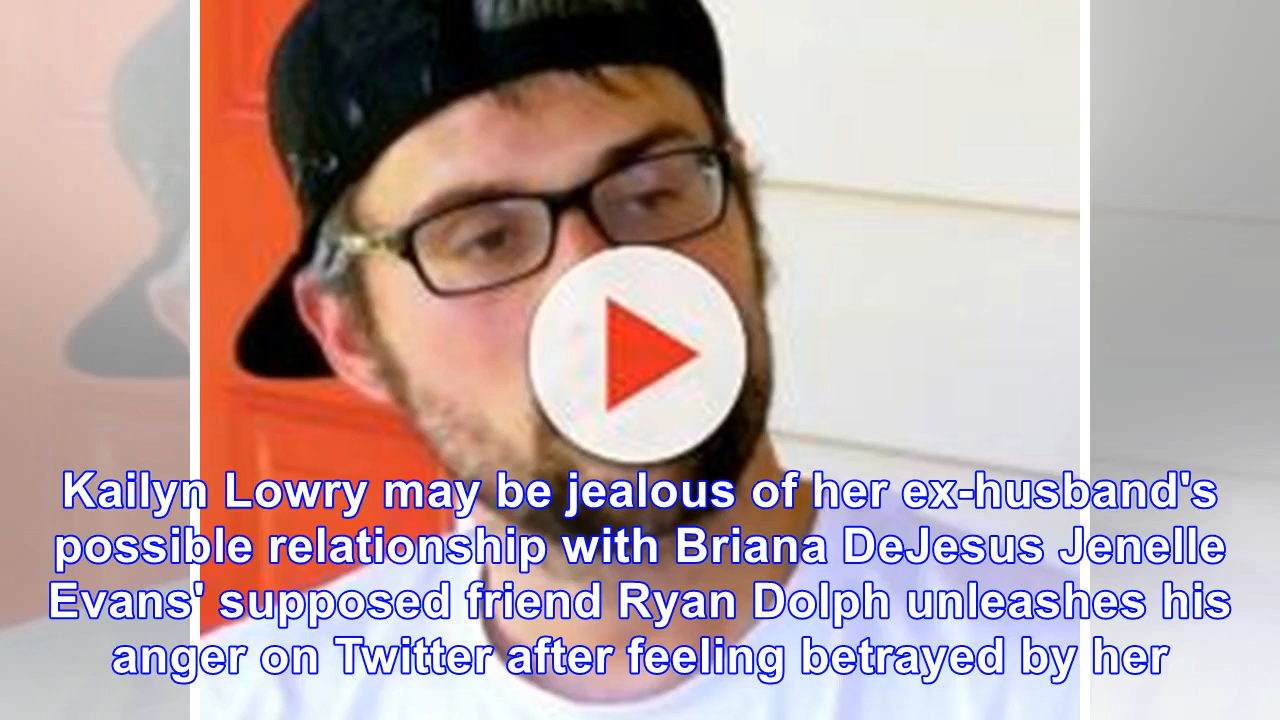 Kailyn Lowry may be jealous of her ex-husband's
possible relationship with Briana DeJesus Jenelle
Evans' supposed friend Ryan Dolph unleashes his
anger on Twitter after feeling betrayed by her